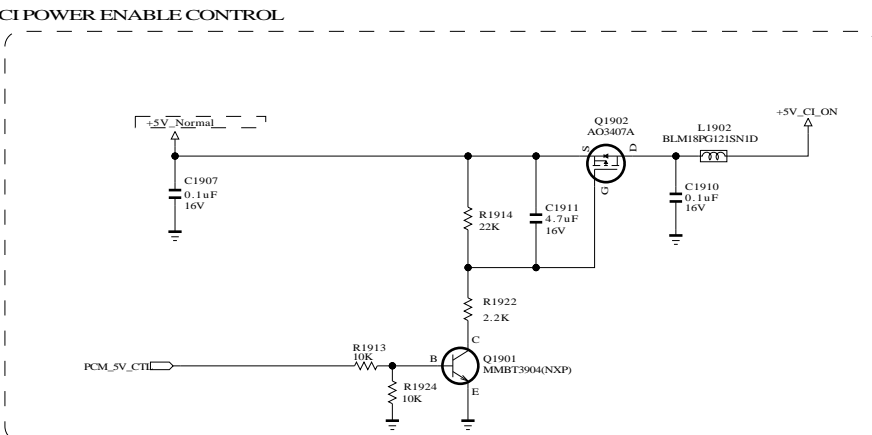 CI POWER ENABLE CONTROL
+5V_Normal
Q1902
AO3407A
L1902
BLM18PG121SN1D
+5V_CI_ON
S
D
G
C1907
0.1uF
16V
R1914
22K
C1911
4.7uF
16V
C1910
0.1uF
16V
R1922
2.2K
R1913
10K
PCM_5V_CTL
B
C
Q1901
MMBT3904(NXP)
E
R1924
10K